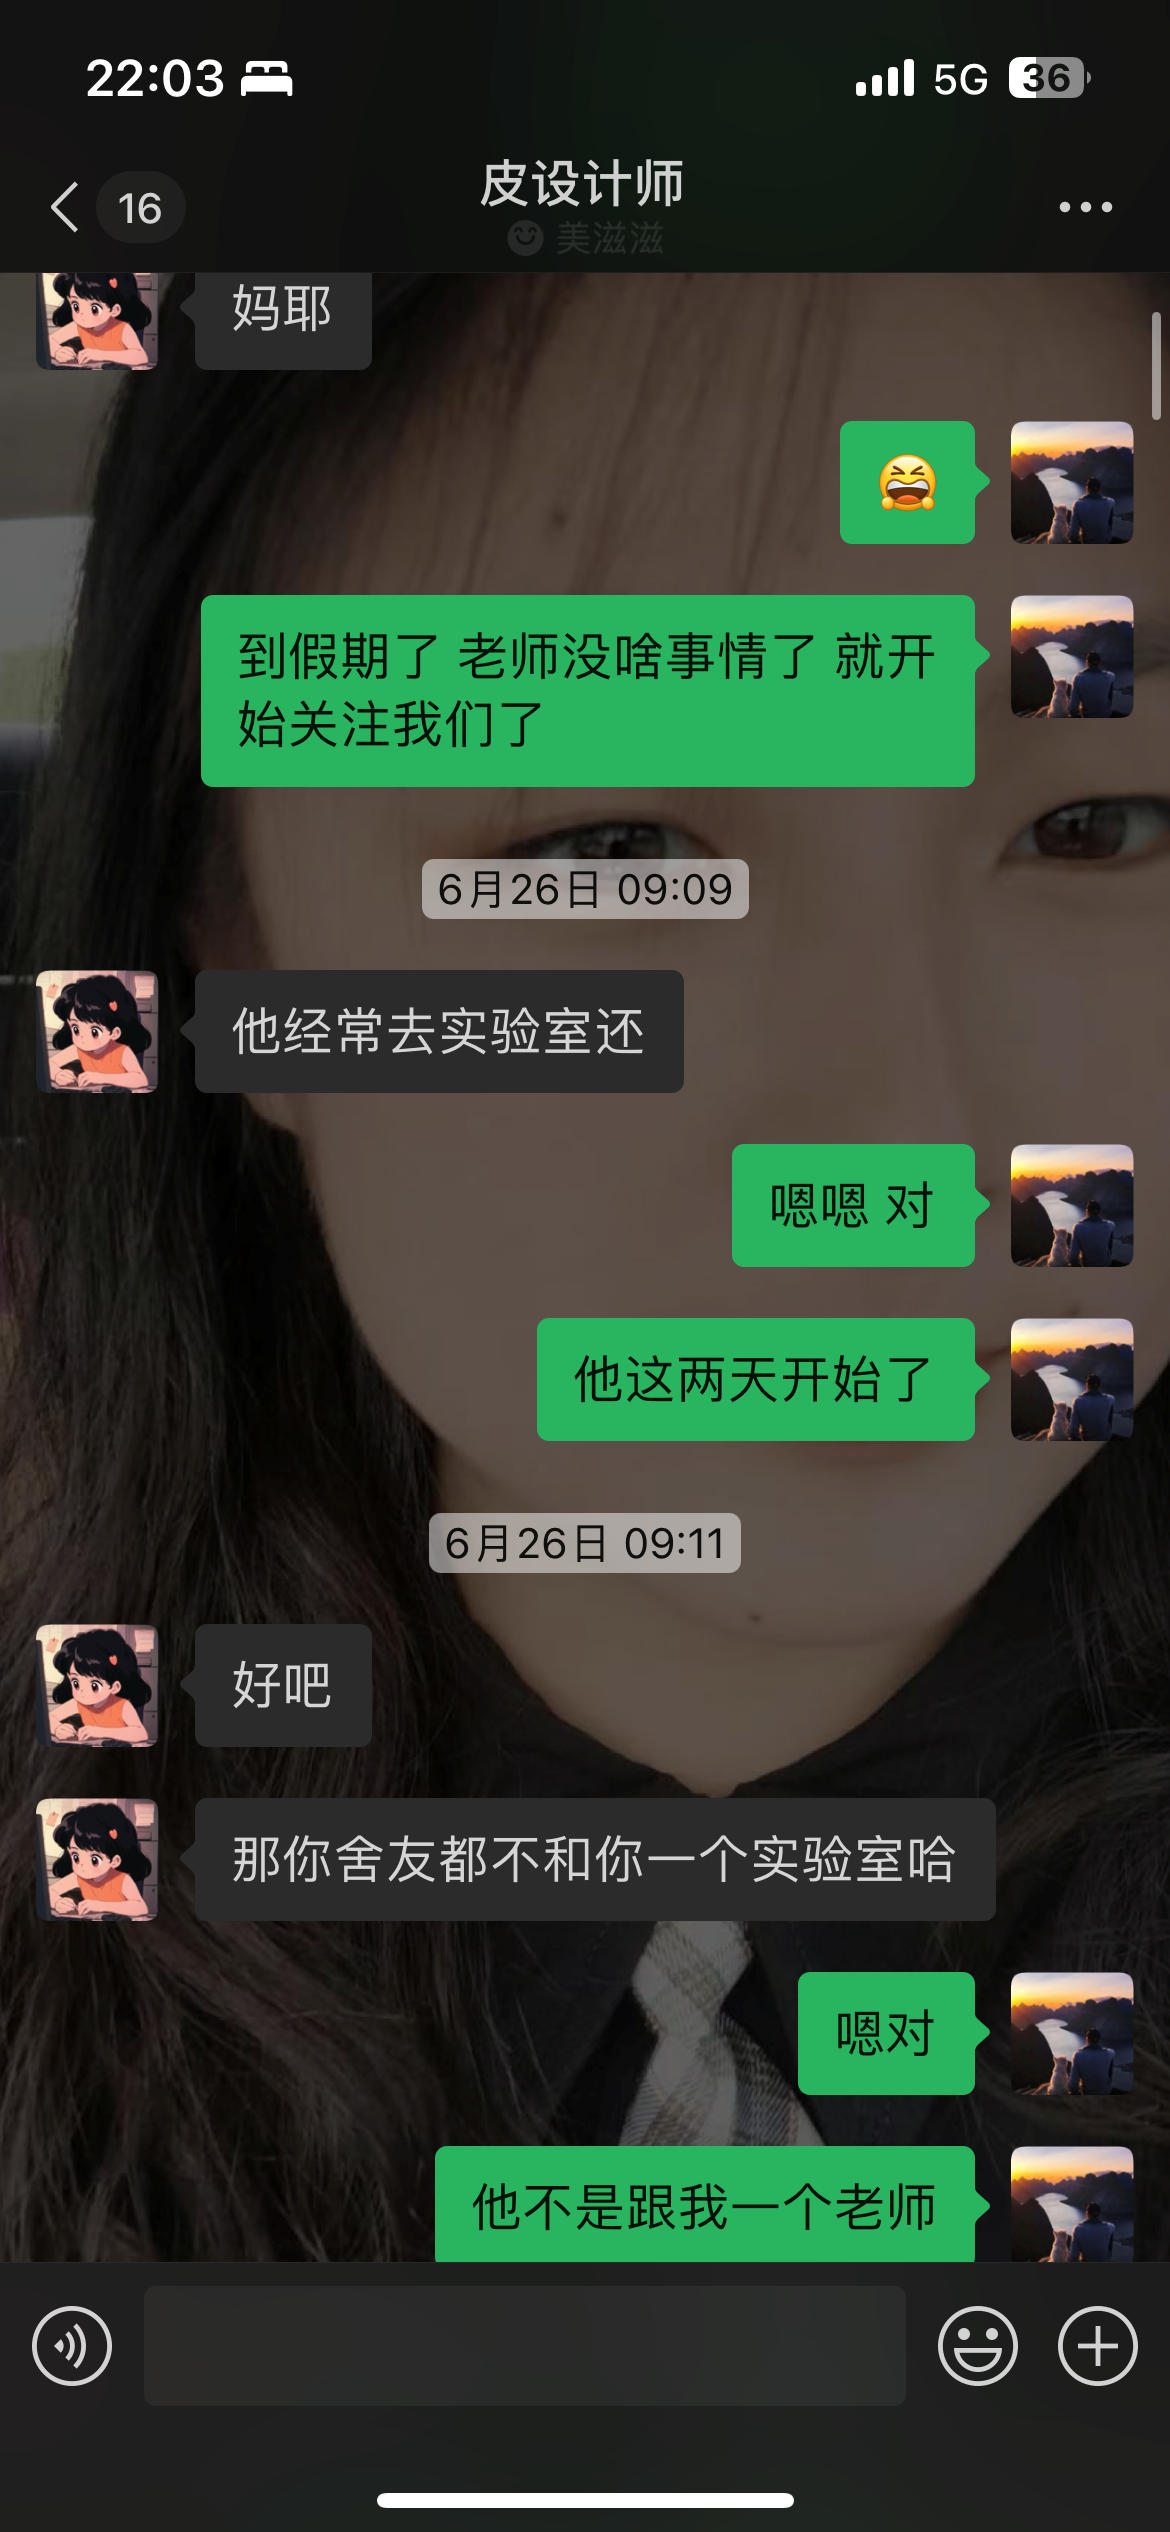 22:03
5G
36
16
皮设计师
美滋滋
妈耶
到假期了 老师没啥事情了 就开
始关注我们了
6月26日 09:09
他经常去实验室还
嗯嗯 对
他这两天开始了
6月26日 09:11
好吧
那你舍友都不和你一个实验室哈
嗯对
他不是跟我一个老师